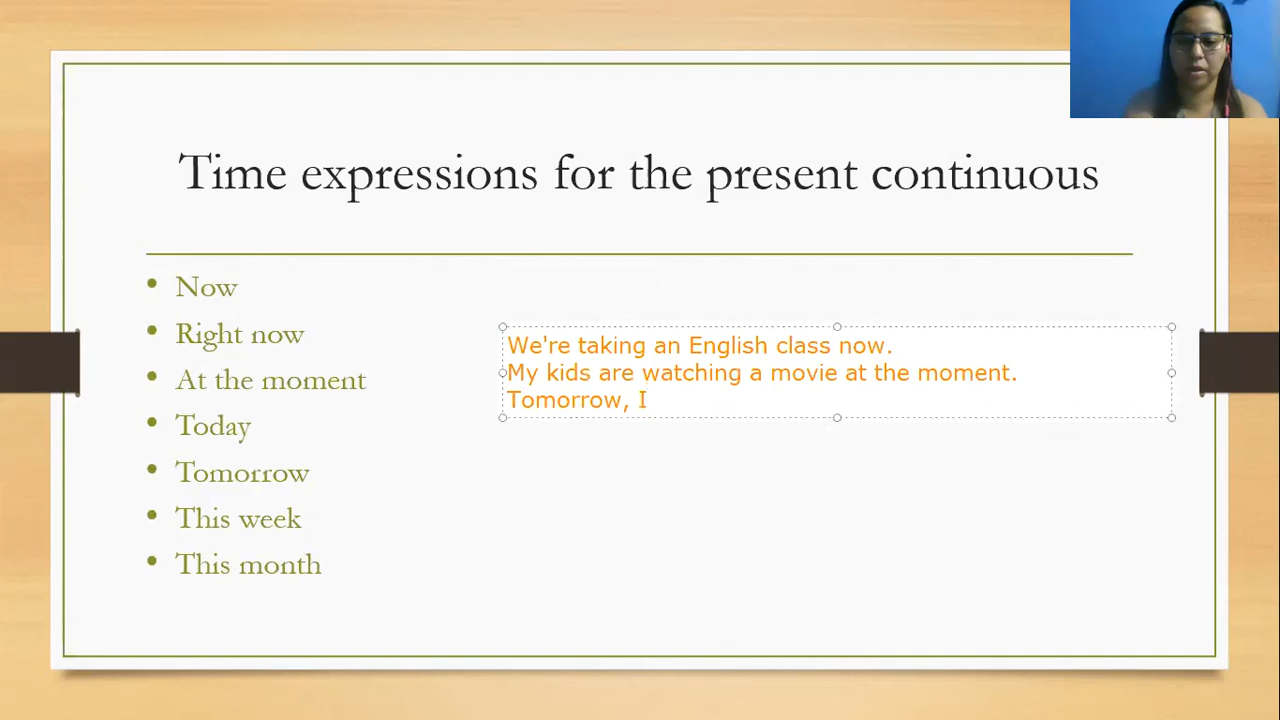 Time expressions for the present continuous
• Now
• Right now
• At the moment
• Today
• Tomorrow
• This week
• This month
We're taking an English class now.
My kids are watching a movie at the moment.
Tomorrow, I